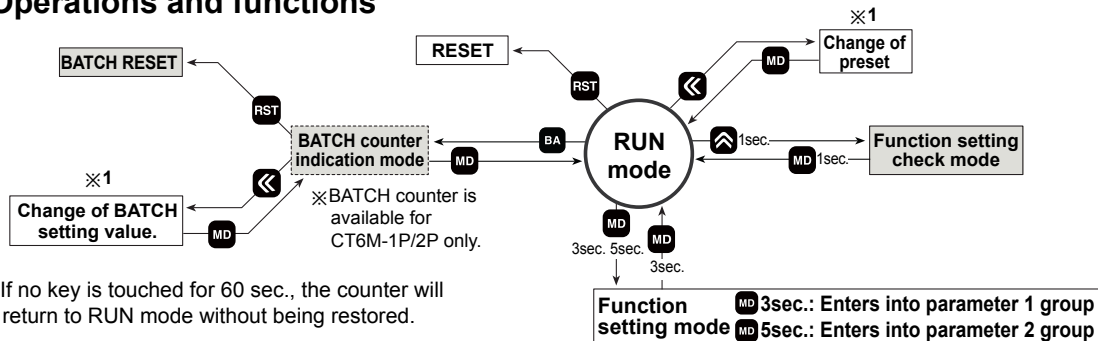 Operations and functions
※1
Change of
preset
MD
RESET
RST
BATCH RESET
RST
BATCH counter
indication mode
BA
MD
RUN
mode
1sec.
MD 1sec.
Function setting
check mode
※1
Change of BATCH
setting value.
MD
※BATCH counter is
available for
CT6M-1P/2P only.
MD
3sec. 5sec.
MD
3sec.
If no key is touched for 60 sec., the counter will
return to RUN mode without being restored.
Function
setting mode
MD 3sec.: Enters into parameter 1 group
MD 5sec.: Enters into parameter 2 group